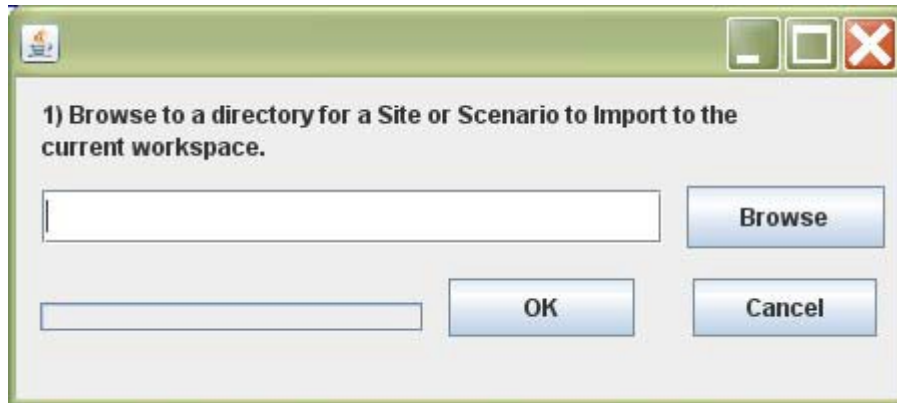 1) Browse to a directory for a Site or Scenario to Import to the
current workspace.
Browse
OK
Cancel